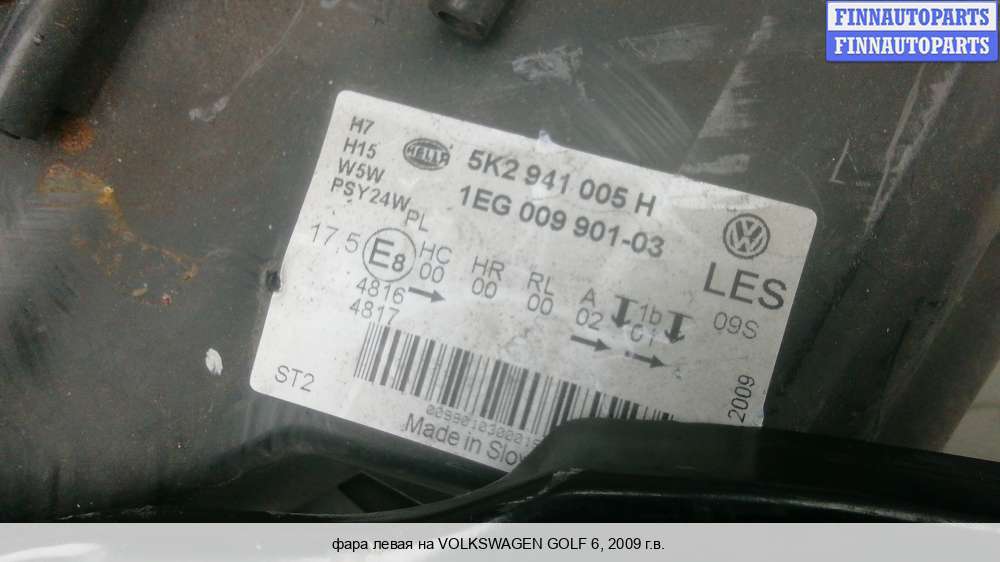 FINNAUTOPARTS
FINNAUTOPARTS
H7
H15
W5W
PSY24W
PL
HELLA
5K2 941 005 H
1EG 009 901-03
LES
09S
17.5
E8
HC
00
HR
00
RL
00
A
02
1b
4816
4817
ST2
2009
Made in
L
фара левая на VOLKSWAGEN GOLF 6, 2009 г.в.